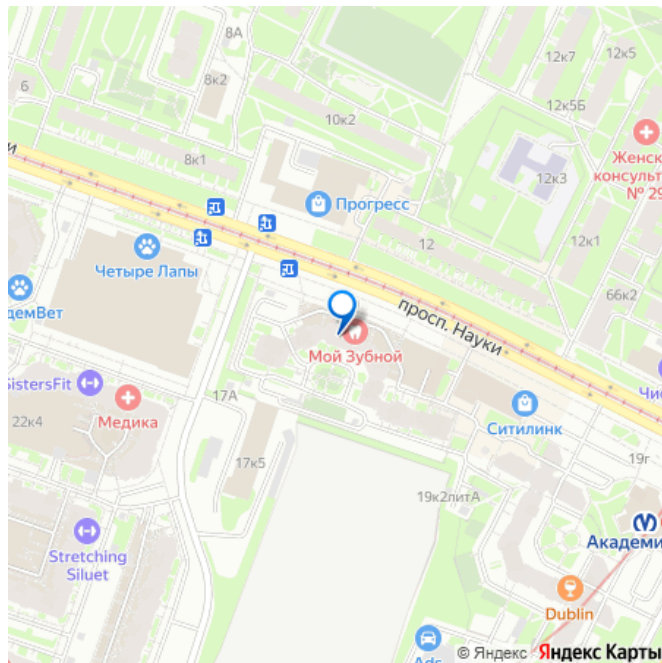 8А
12к7
12к5
6
8к2
10к2
12к5Б
Женск
консульт
№ 29
и
8к1
12к3
Прогресс
12
12к1
Четыре Лапы
66к2
демВет
просп. Науки
Мой Зубной
SistersFit
17А
Чис
Медика
Ситилинк
22к4
17к5
19г
19к2литА
Академи
Stretching
Siluet
Dublin
Ads
© Яндекс Яндекс Карты